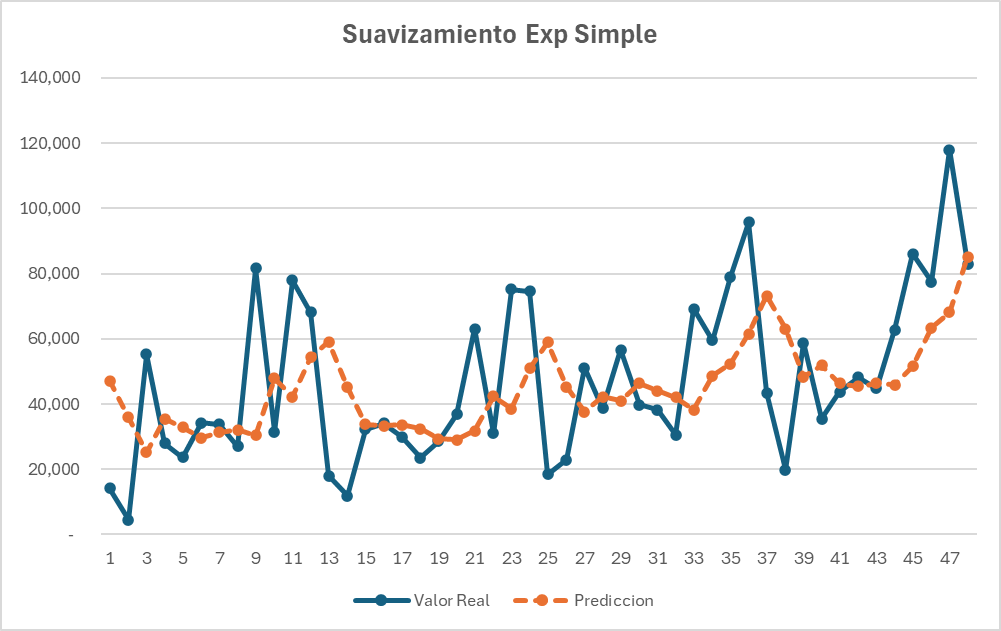 Suavizamiento Exp Simple
140,000
120,000
100,000
80,000
60,000
40,000
20,000
-
1 3 5 7 9 11 13 15 17 19 21 23 25 27 29 31 33 35 37 39 41 43 45 47
Valor Real Prediccion